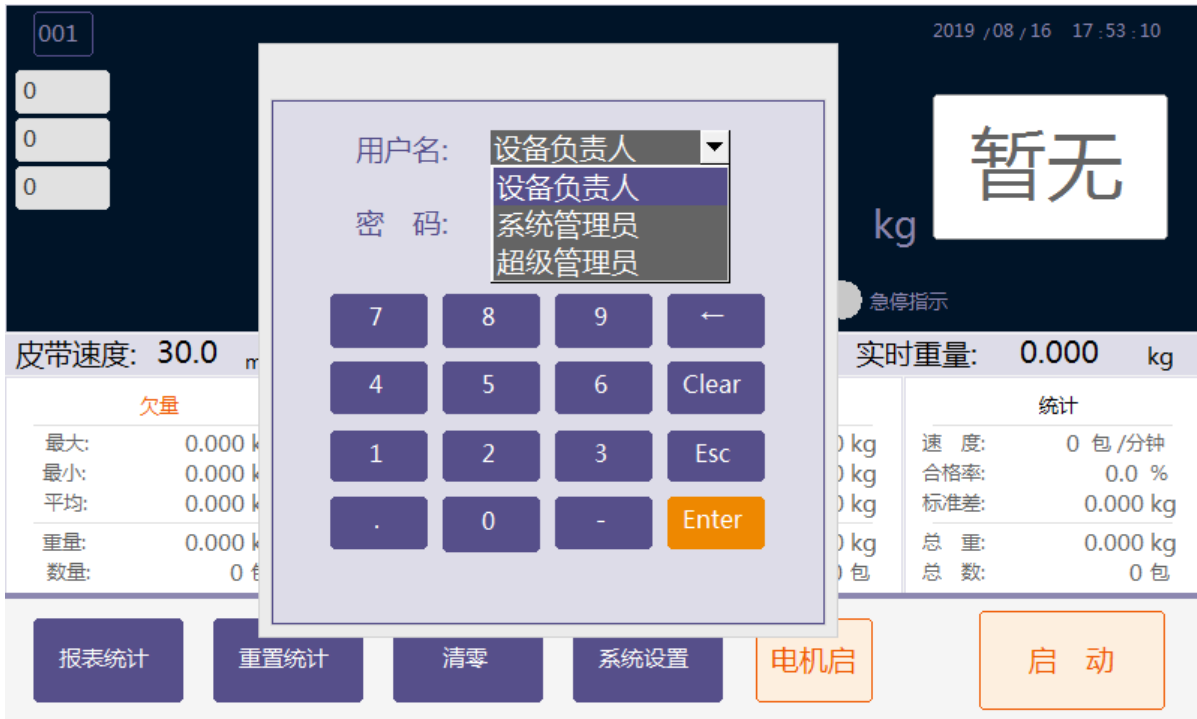 001
2019 / 08 / 16 17 : 53 : 10
0
0
0
暂无
kg
急停指示
用户名: 设备负责人
设备负责人
系统管理员
超级管理员
密 码:
7 8 9 ←
4 5 6 Clear
1 2 3 Esc
. 0 - Enter
皮带速度: 30.0
实时重量: 0.000 kg
欠量
最大: 0.000
最小: 0.000
平均: 0.000
重量: 0.000
数量: 0
kg
kg
kg
kg
包
统计
速 度: 0 包 /分钟
合格率: 0.0 %
标准差: 0.000 kg
总 重: 0.000 kg
总 数: 0 包
报表统计 重置统计 清零 系统设置 电机启 启 动